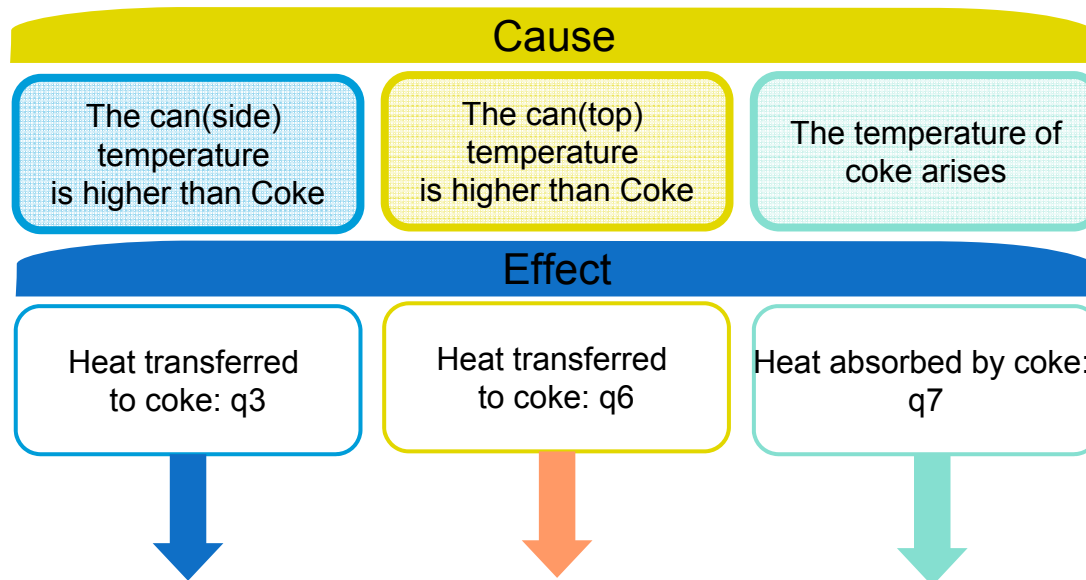 Cause
The can(side)
temperature
is higher than Coke
The can(top)
temperature
is higher than Coke
The temperature of
coke arises
Effect
Heat transferred
to coke: q3
Heat transferred
to coke: q6
Heat absorbed by coke:
q7